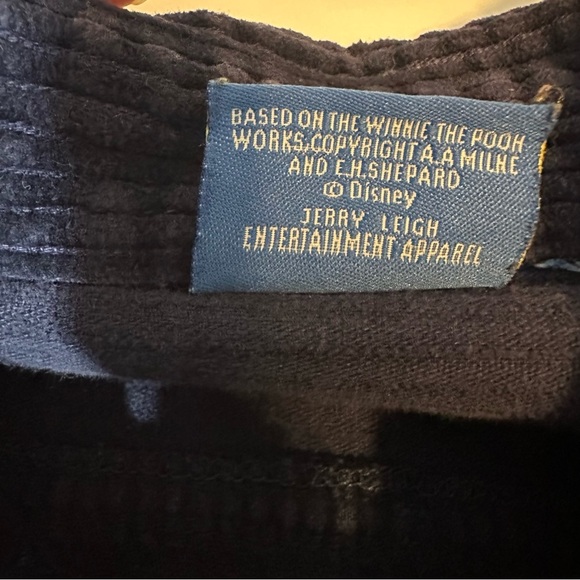 BASED ON THE WINNIE THE POOH
WORKS, COPYRIGHT A.A MILNE
AND E.H. SHEPARD
© Disney
JERRY LEIGH
ENTERTAINMENT APPAREL